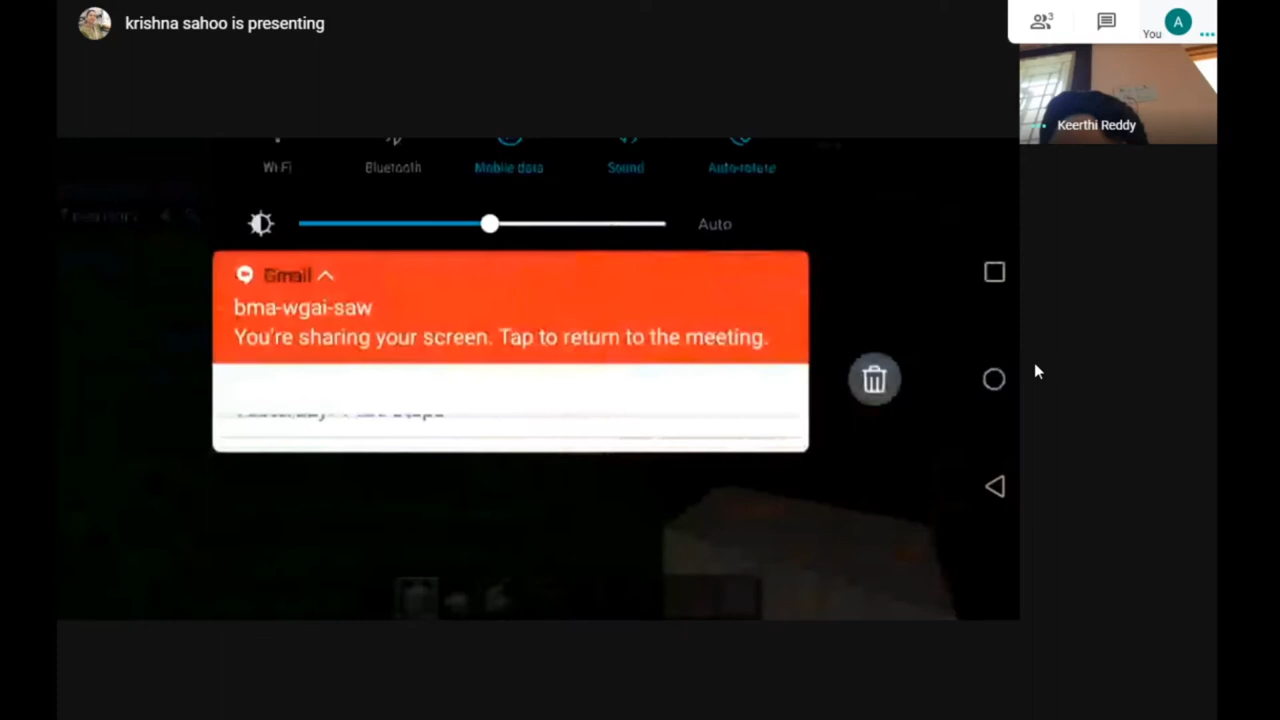 krishna sahoo is presenting
3
You
A
Keerthi Reddy
Wi-Fi
Bluetooth
Mobile data
Sound
Auto-rotate
Auto
Gmail
bma-wgai-saw
You're sharing your screen. Tap to return to the meeting.